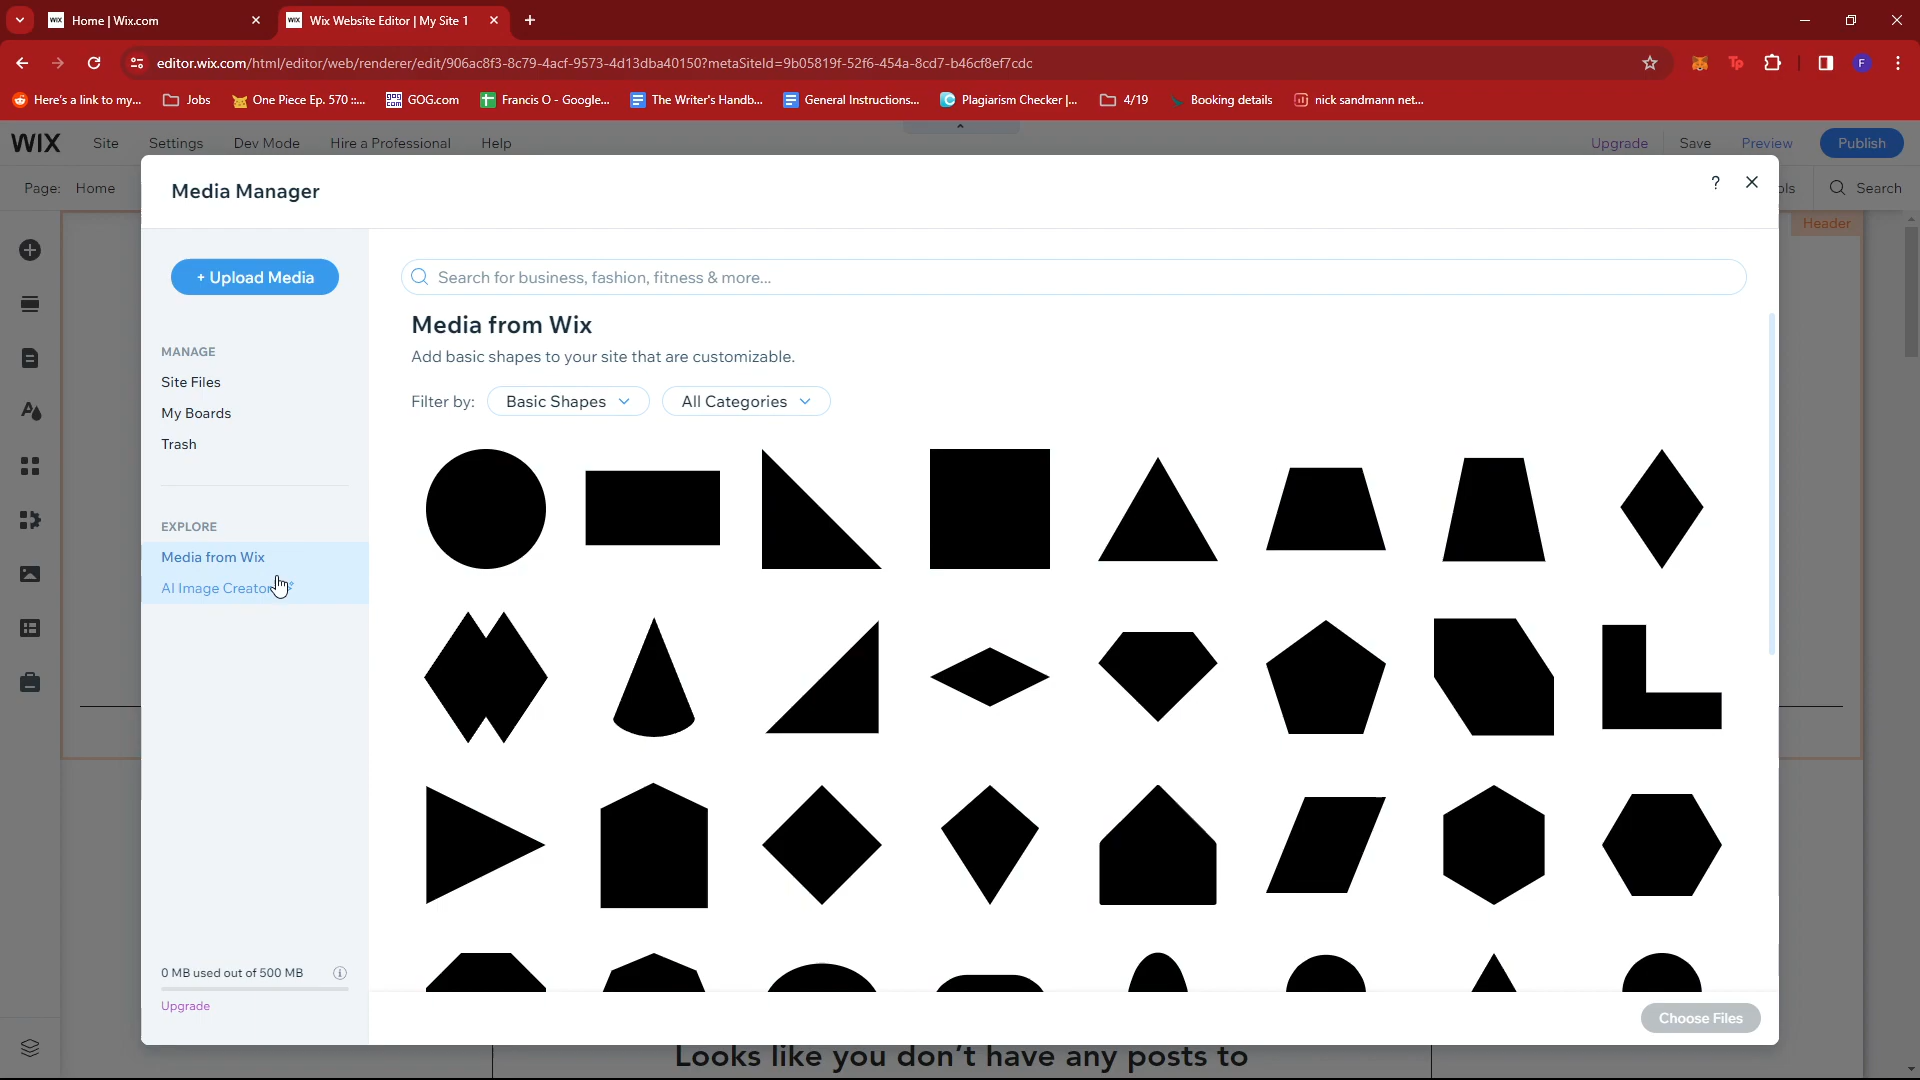 Home | Wix.com
Wix Website Editor | My Site 1
editor.wix.com/html/editor/web/renderer/edit/906ac8f3-8c79-4acf-9573-4d13dba40150?metaSiteId=9b05819f-52f6-454a-8cd7-b46cf8ef7cdc
Here's a link to my...
Jobs
One Piece Ep. 570 ::...
GOG.com
Francis O - Google...
The Writer's Handb...
General Instructions...
Plagiarism Checker |...
4/19
Booking details
nick sandmann net...
WIX
Site
Settings
Dev Mode
Hire a Professional
Help
Upgrade
Save
Preview
Publish
Page: Home
ols
Search
Header
Media Manager
?
+ Upload Media
Search for business, fashion, fitness & more...
MANAGE
Site Files
My Boards
Trash
EXPLORE
Media from Wix
AI Image Creator
0 MB used out of 500 MB
Upgrade
Media from Wix
Add basic shapes to your site that are customizable.
Filter by: Basic Shapes All Categories
Choose Files
Looks like you don't have any posts to